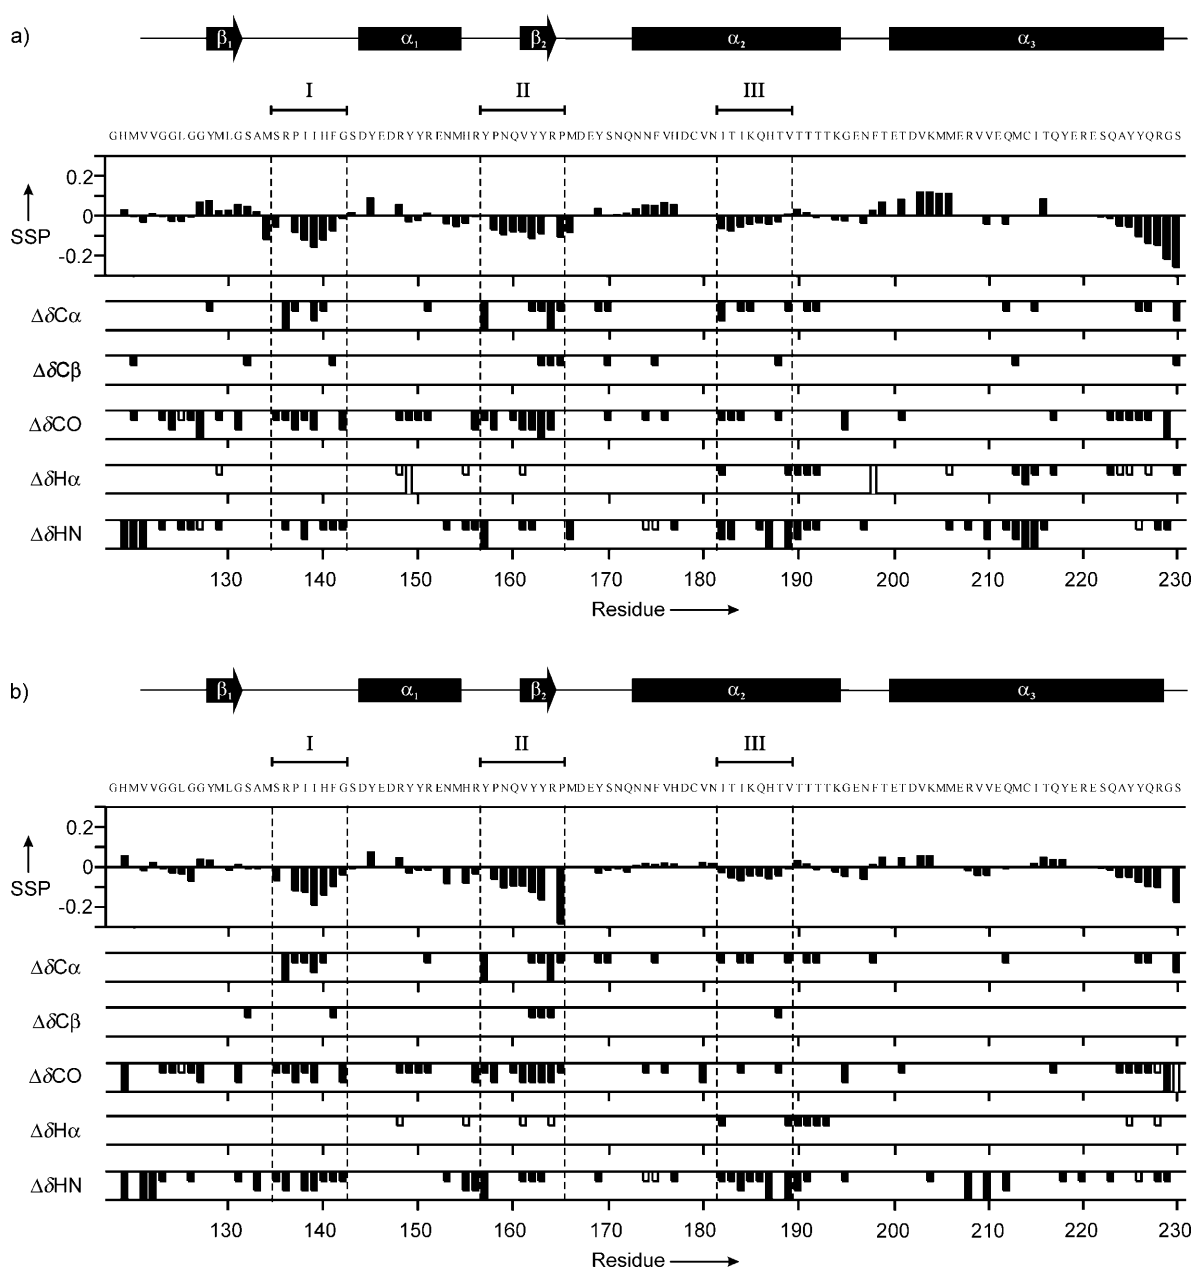 a)
β1 α1 β2 α2 α3
I II III
GHMVVGGLGGYMLGSAMSRPIIHFGSDYEDRYYRENMHRYPNQVYYRPMDEYSNQNNFVHDCVNITIKQHTVTTTTKGENFTETDVKMMERVVEQMCITQYERESQAYYQRGS
0.2
0
SSP
-0.2
ΔδCα
ΔδCβ
ΔδCO
ΔδHα
ΔδHN
130 140 150 160 170 180 190 200 210 220 230
Residue
b)
β1 α1 β2 α2 α3
I II III
GHMVVGGLGGYMLGSAMSRPIIHFGSDYEDRYYRENMHRYPNQVYYRPMDEYSNQNNFVHDCVNITIKQHTVTTTTKGENFTETDVKMMERVVEQMCITQYERESQAYYQRGS
0.2
0
SSP
-0.2
ΔδCα
ΔδCβ
ΔδCO
ΔδHα
ΔδHN
130 140 150 160 170 180 190 200 210 220 230
Residue